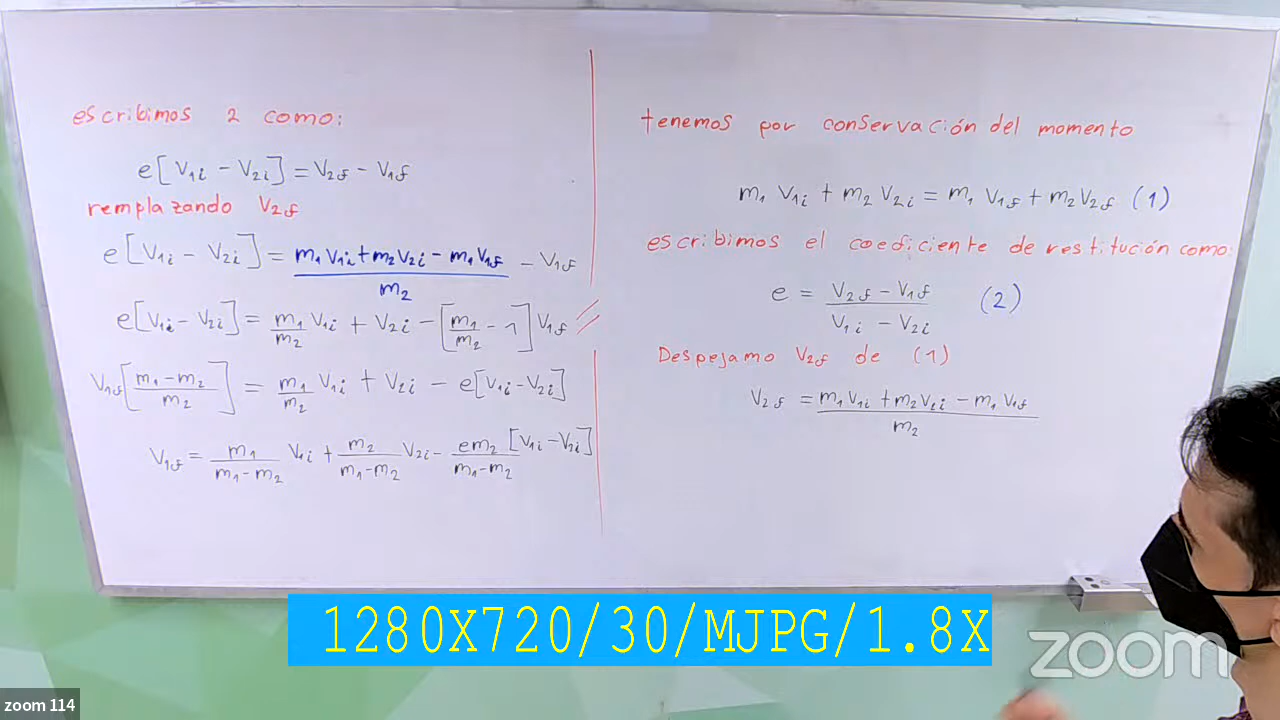 escribimos 2 como:
e[V₁ᵢ − V₂ᵢ] = V₂f − V₁f
remplazando V₂f
e[V₁ᵢ − V₂ᵢ] = (m₁V₁ᵢ + m₂V₂ᵢ − m₁V₁f)/m₂ − V₁f
e[V₁ᵢ − V₂ᵢ] = m₁/m₂ V₁ᵢ + V₂ᵢ − [m₁/m₂ − 1] V₁f
V₁f[(m₁ − m₂)/m₂] = m₁/m₂ V₁ᵢ + V₂ᵢ − e[V₁ᵢ − V₂ᵢ]
V₁f = m₁/(m₁ − m₂) V₁ᵢ + m₂/(m₁ − m₂) V₂ᵢ − em₂/(m₁ − m₂) [V₁ᵢ − V₂ᵢ]
tenemos por conservación del momento
m₁ V₁ᵢ + m₂ V₂ᵢ = m₁ V₁f + m₂ V₂f (1)
escribimos el coeficiente de restitución como:
e = (V₂f − V₁f)/(V₁ᵢ − V₂ᵢ) (2)
Despejamo V₂f de (1)
V₂f = (m₁V₁ᵢ + m₂V₂ᵢ − m₁V₁f)/m₂
1280X720/30/MJPG/1.8X
zoom
zoom 114